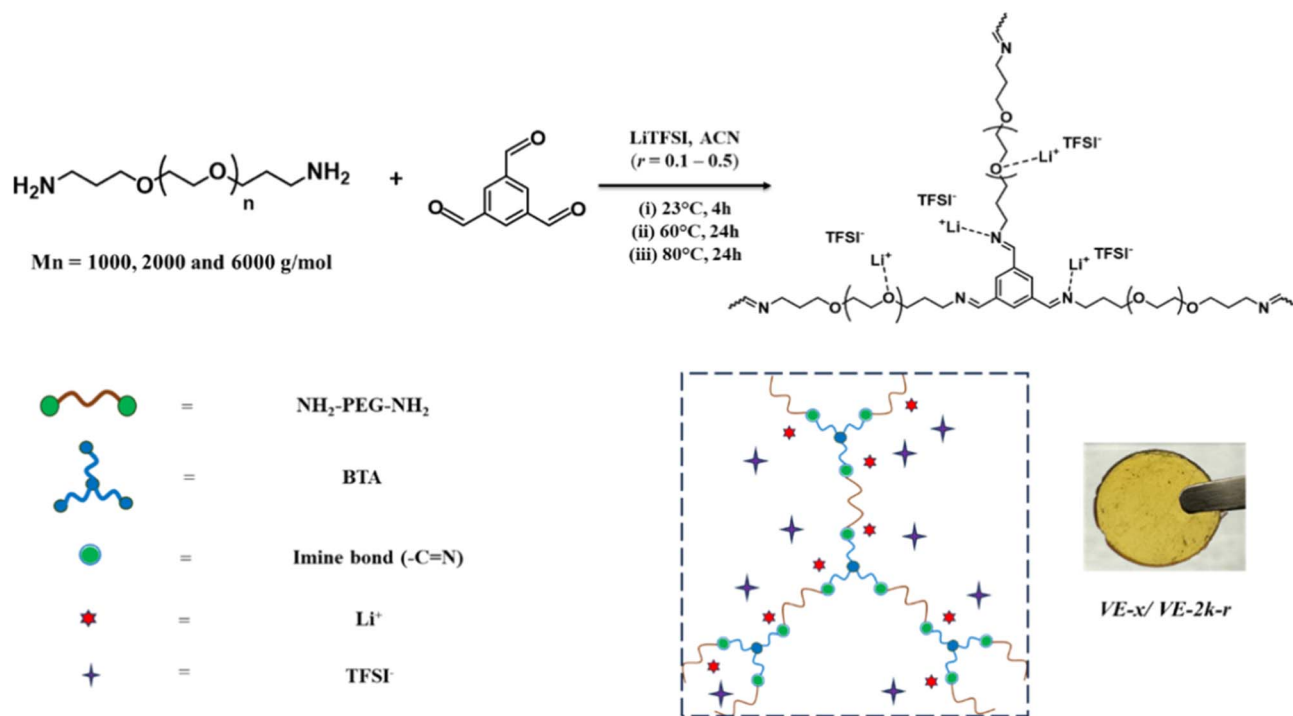 H₂N
O
O
n
NH₂
+
O
O
O
Mn = 1000, 2000 and 6000 g/mol
LiTFSI, ACN
(r = 0.1 – 0.5)
(i) 23°C, 4h
(ii) 60°C, 24h
(iii) 80°C, 24h
N
O
O
Li⁺
TFSI⁻
TFSI⁻
⁺Li
N
TFSI⁻
Li⁺
Li⁺
TFSI⁻
N
O
O
N
N
O
O
N
= NH₂-PEG-NH₂
= BTA
= Imine bond (-C=N)
= Li⁺
= TFSI⁻
VE-x/ VE-2k-r